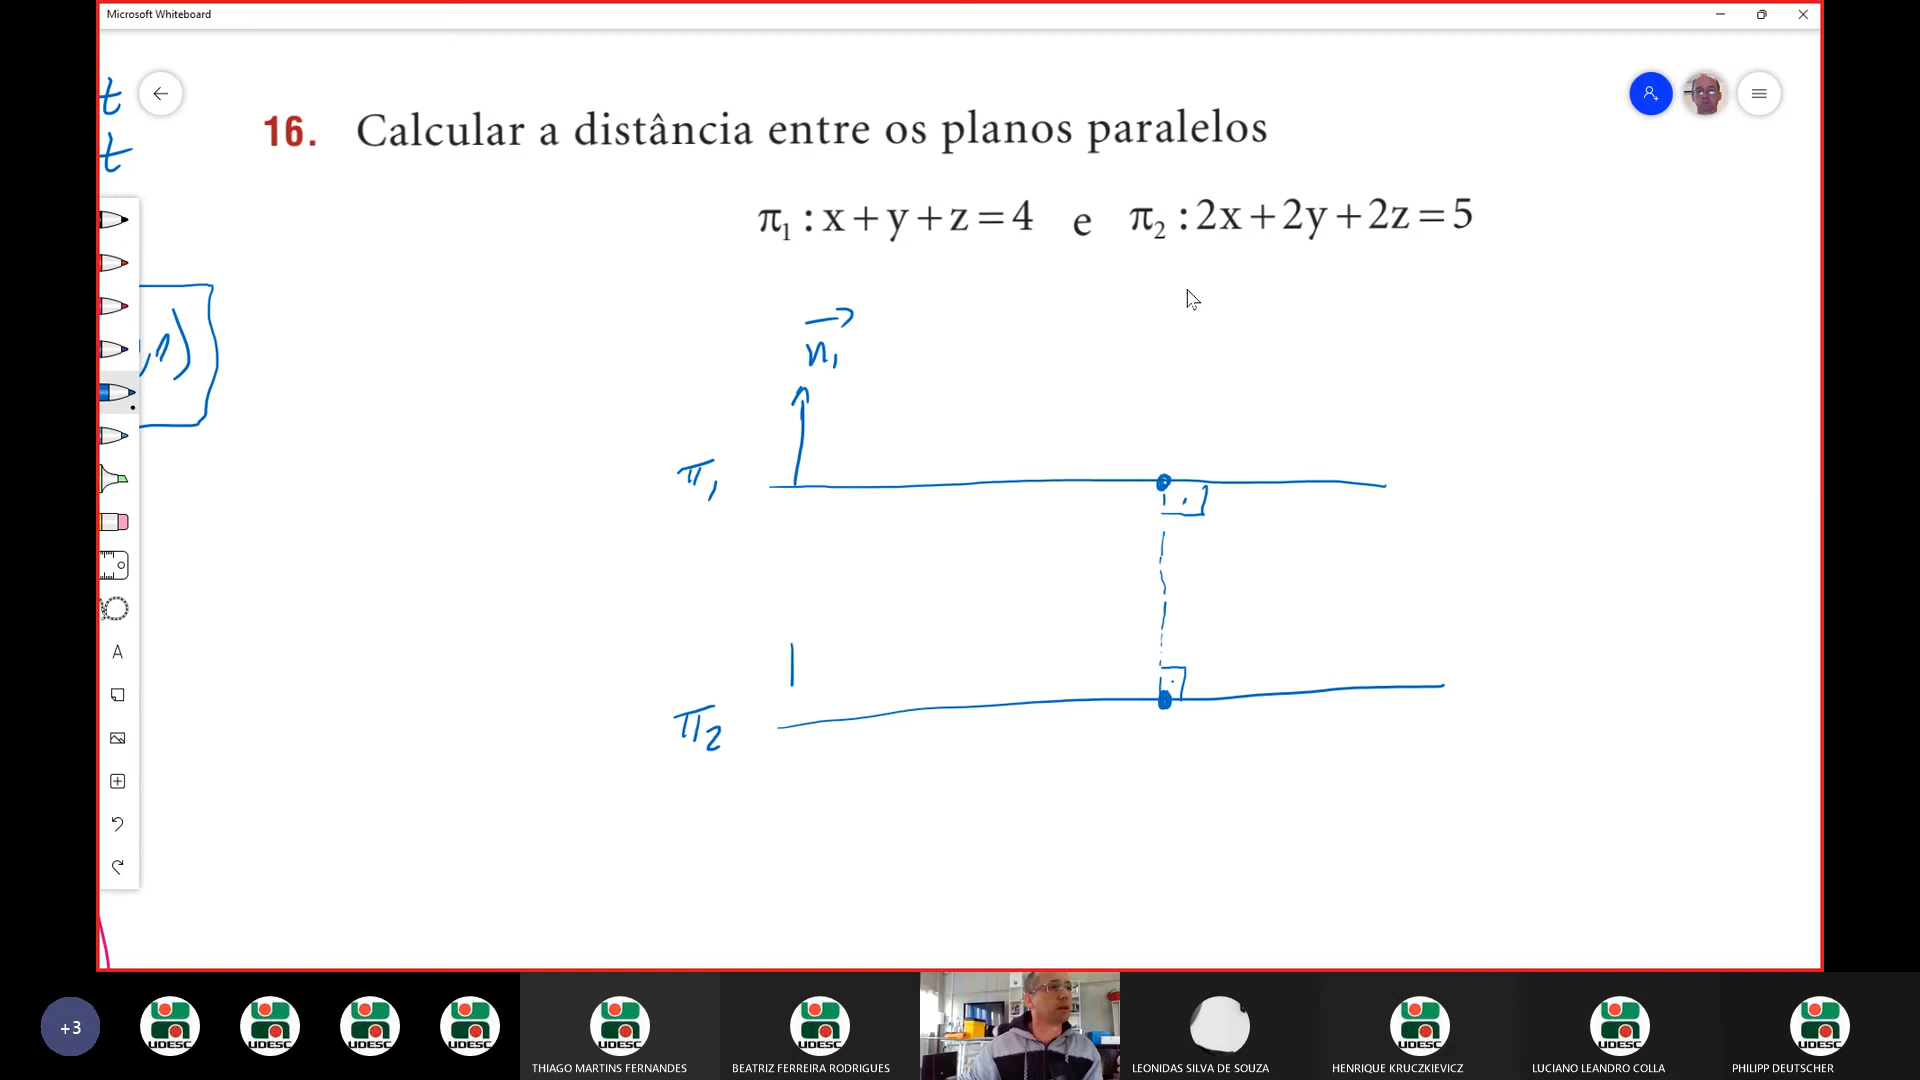 Microsoft Whiteboard
t
t
16. Calcular a distância entre os planos paralelos
π₁ : x + y + z = 4 e π₂ : 2x + 2y + 2z = 5
, 1)
n₁
π₁
π₂
A
+3
UDESC
UDESC
UDESC
UDESC
UDESC
UDESC
UDESC
UDESC
UDESC
THIAGO MARTINS FERNANDES
BEATRIZ FERREIRA RODRIGUES
LEONIDAS SILVA DE SOUZA
HENRIQUE KRUCZKIEVICZ
LUCIANO LEANDRO COLLA
PHILIPP DEUTSCHER